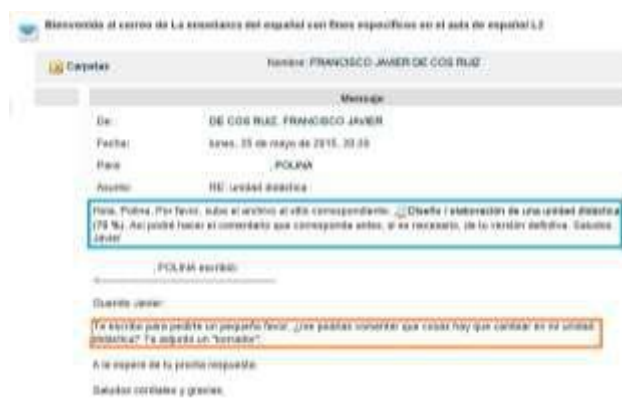 Bienvenido al correo de La enseñanza del español con fines específicos en el aula de español L2
Carpetas
Nombre: FRANCISCO JAVIER DE COS RUIZ
Mensaje
De: DE COS RUIZ, FRANCISCO JAVIER
Fecha: lunes, 25 de mayo de 2015, 20:28
Para: , POLINA
Asunto: RE: unidad didáctica
Hola, Polina. Por favor, sube el archivo al sitio correspondiente: Diseño / elaboración de una unidad didáctica
(70 %). Así podré hacer el comentario que corresponda antes, si es necesario, de la versión definitiva. Saludos
Javier
, POLINA escribió:
Querido Javier:
Te escribo para pedirte un pequeño favor. ¿me podrías comentar que cosas hay que cambiar en mi unidad
didáctica? Te adjunto un "borrador".
A la espera de tu pronta respuesta.
Saludos cordiales y gracias,